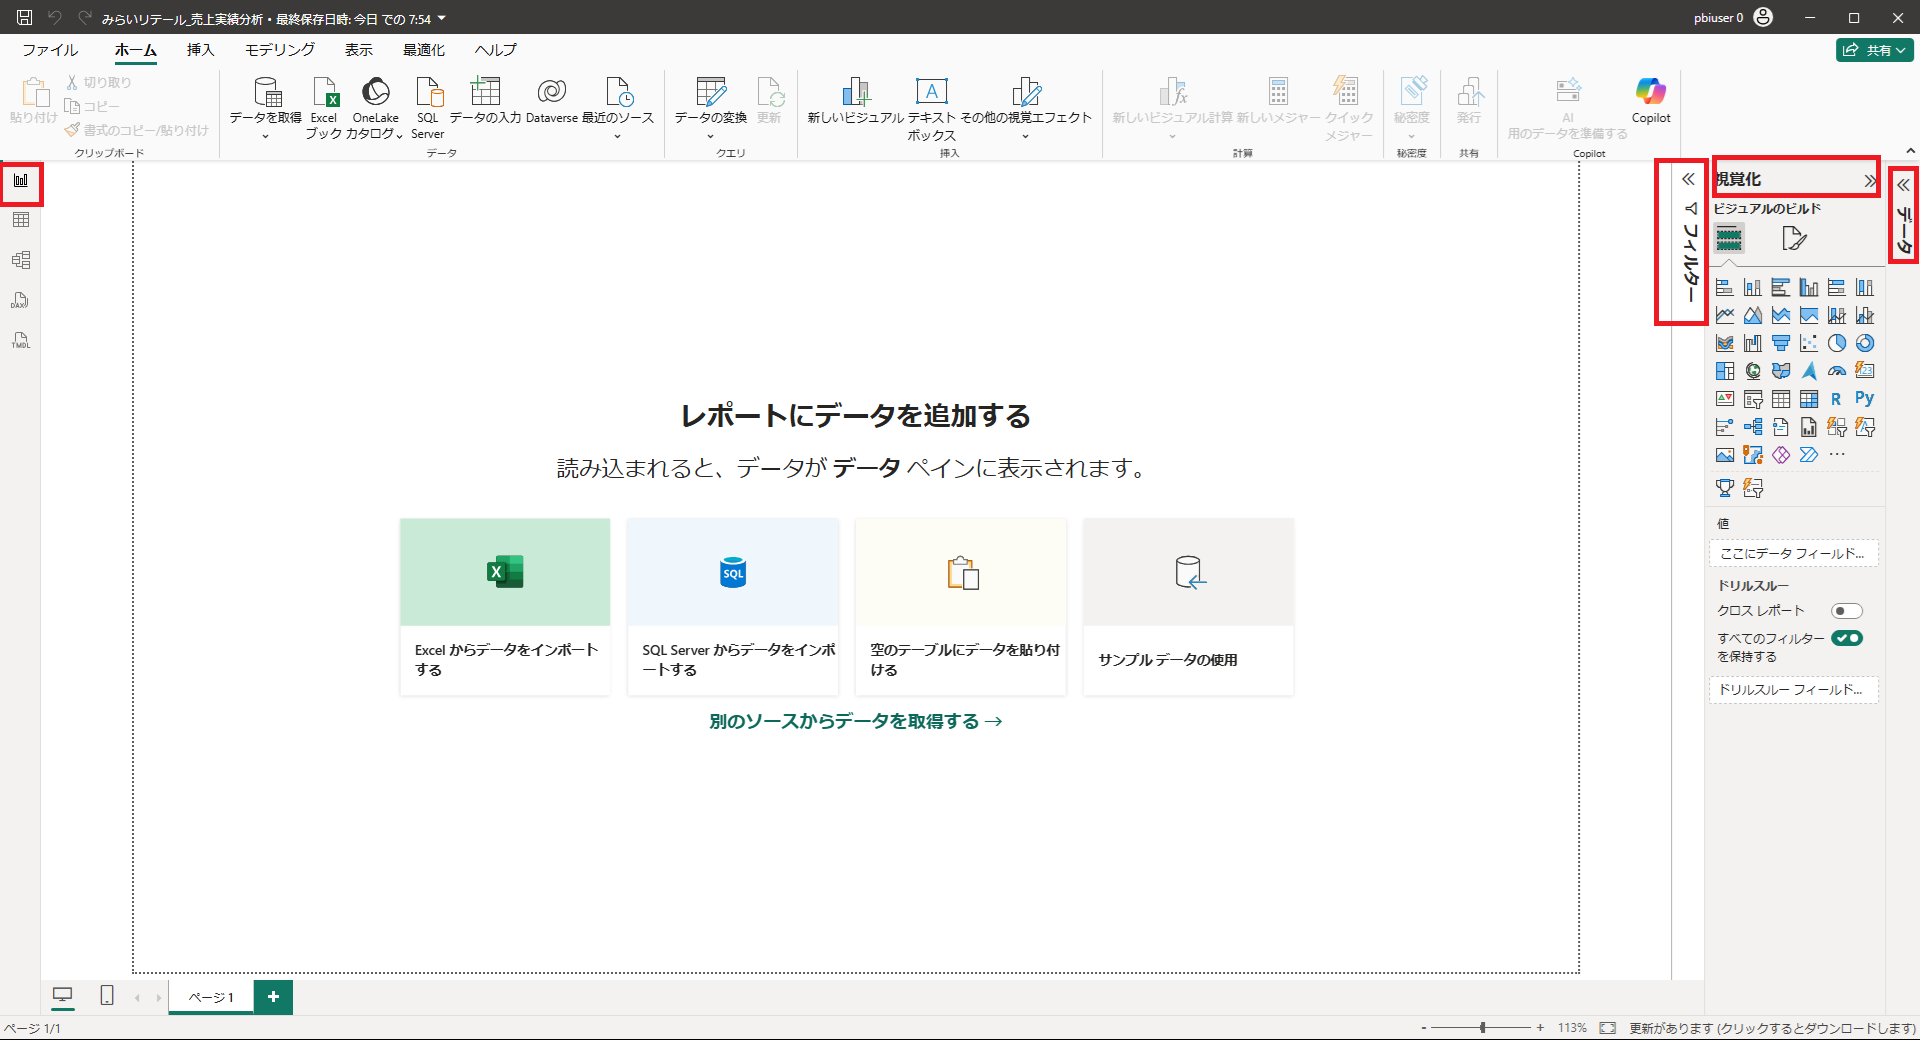 みらいリテール_売上実績分析 • 最終保存日時: 今日 での 7:54
pbiuser 0
ファイル ホーム 挿入 モデリング 表示 最適化 ヘルプ
共有
貼り付け
切り取り
コピー
書式のコピー/貼り付け
クリップボード
データを取得
Excel
ブック
OneLake
カタログ
SQL
Server
データの入力
Dataverse
最近のソース
データ
データの変換
更新
クエリ
新しいビジュアル
テキスト
ボックス
その他の視覚エフェクト
挿入
新しいビジュアル計算
新しいメジャー
クイック
メジャー
計算
秘密度
秘密度
発行
共有
AI
用のデータを準備する
Copilot
Copilot
DAX
TMDL
レポートにデータを追加する
読み込まれると、データが データ ペインに表示されます。
SQL
Excel からデータをインポート
する
SQL Server からデータをインポ
ートする
空のテーブルにデータを貼り付
ける
サンプル データの使用
別のソースからデータを取得する →
フィルター
視覚化
ビジュアルのビルド
123
R
Py
値
ここにデータ フィールド...
ドリルスルー
クロス レポート
すべてのフィルター
を保持する
ドリルスルー フィールド...
データ
ページ 1
+
ページ 1/1
- + 113%
更新があります (クリックするとダウンロードします)